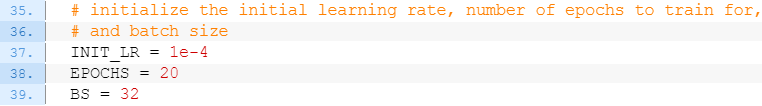 35. # initialize the initial learning rate, number of epochs to train for,
36. # and batch size
37. INIT_LR = 1e-4
38. EPOCHS = 20
39. BS = 32